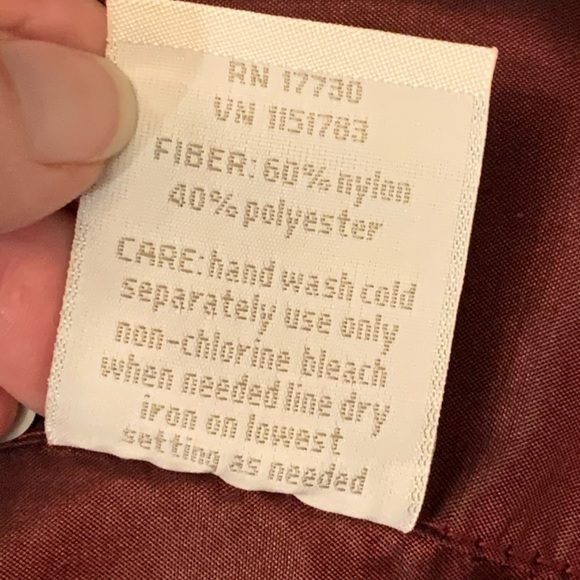 RN 17730
VN 1151783
FIBER: 60% nylon
40% polyester
CARE: hand wash cold
separately use only
non-chlorine bleach
when needed line dry
iron on lowest
setting as needed